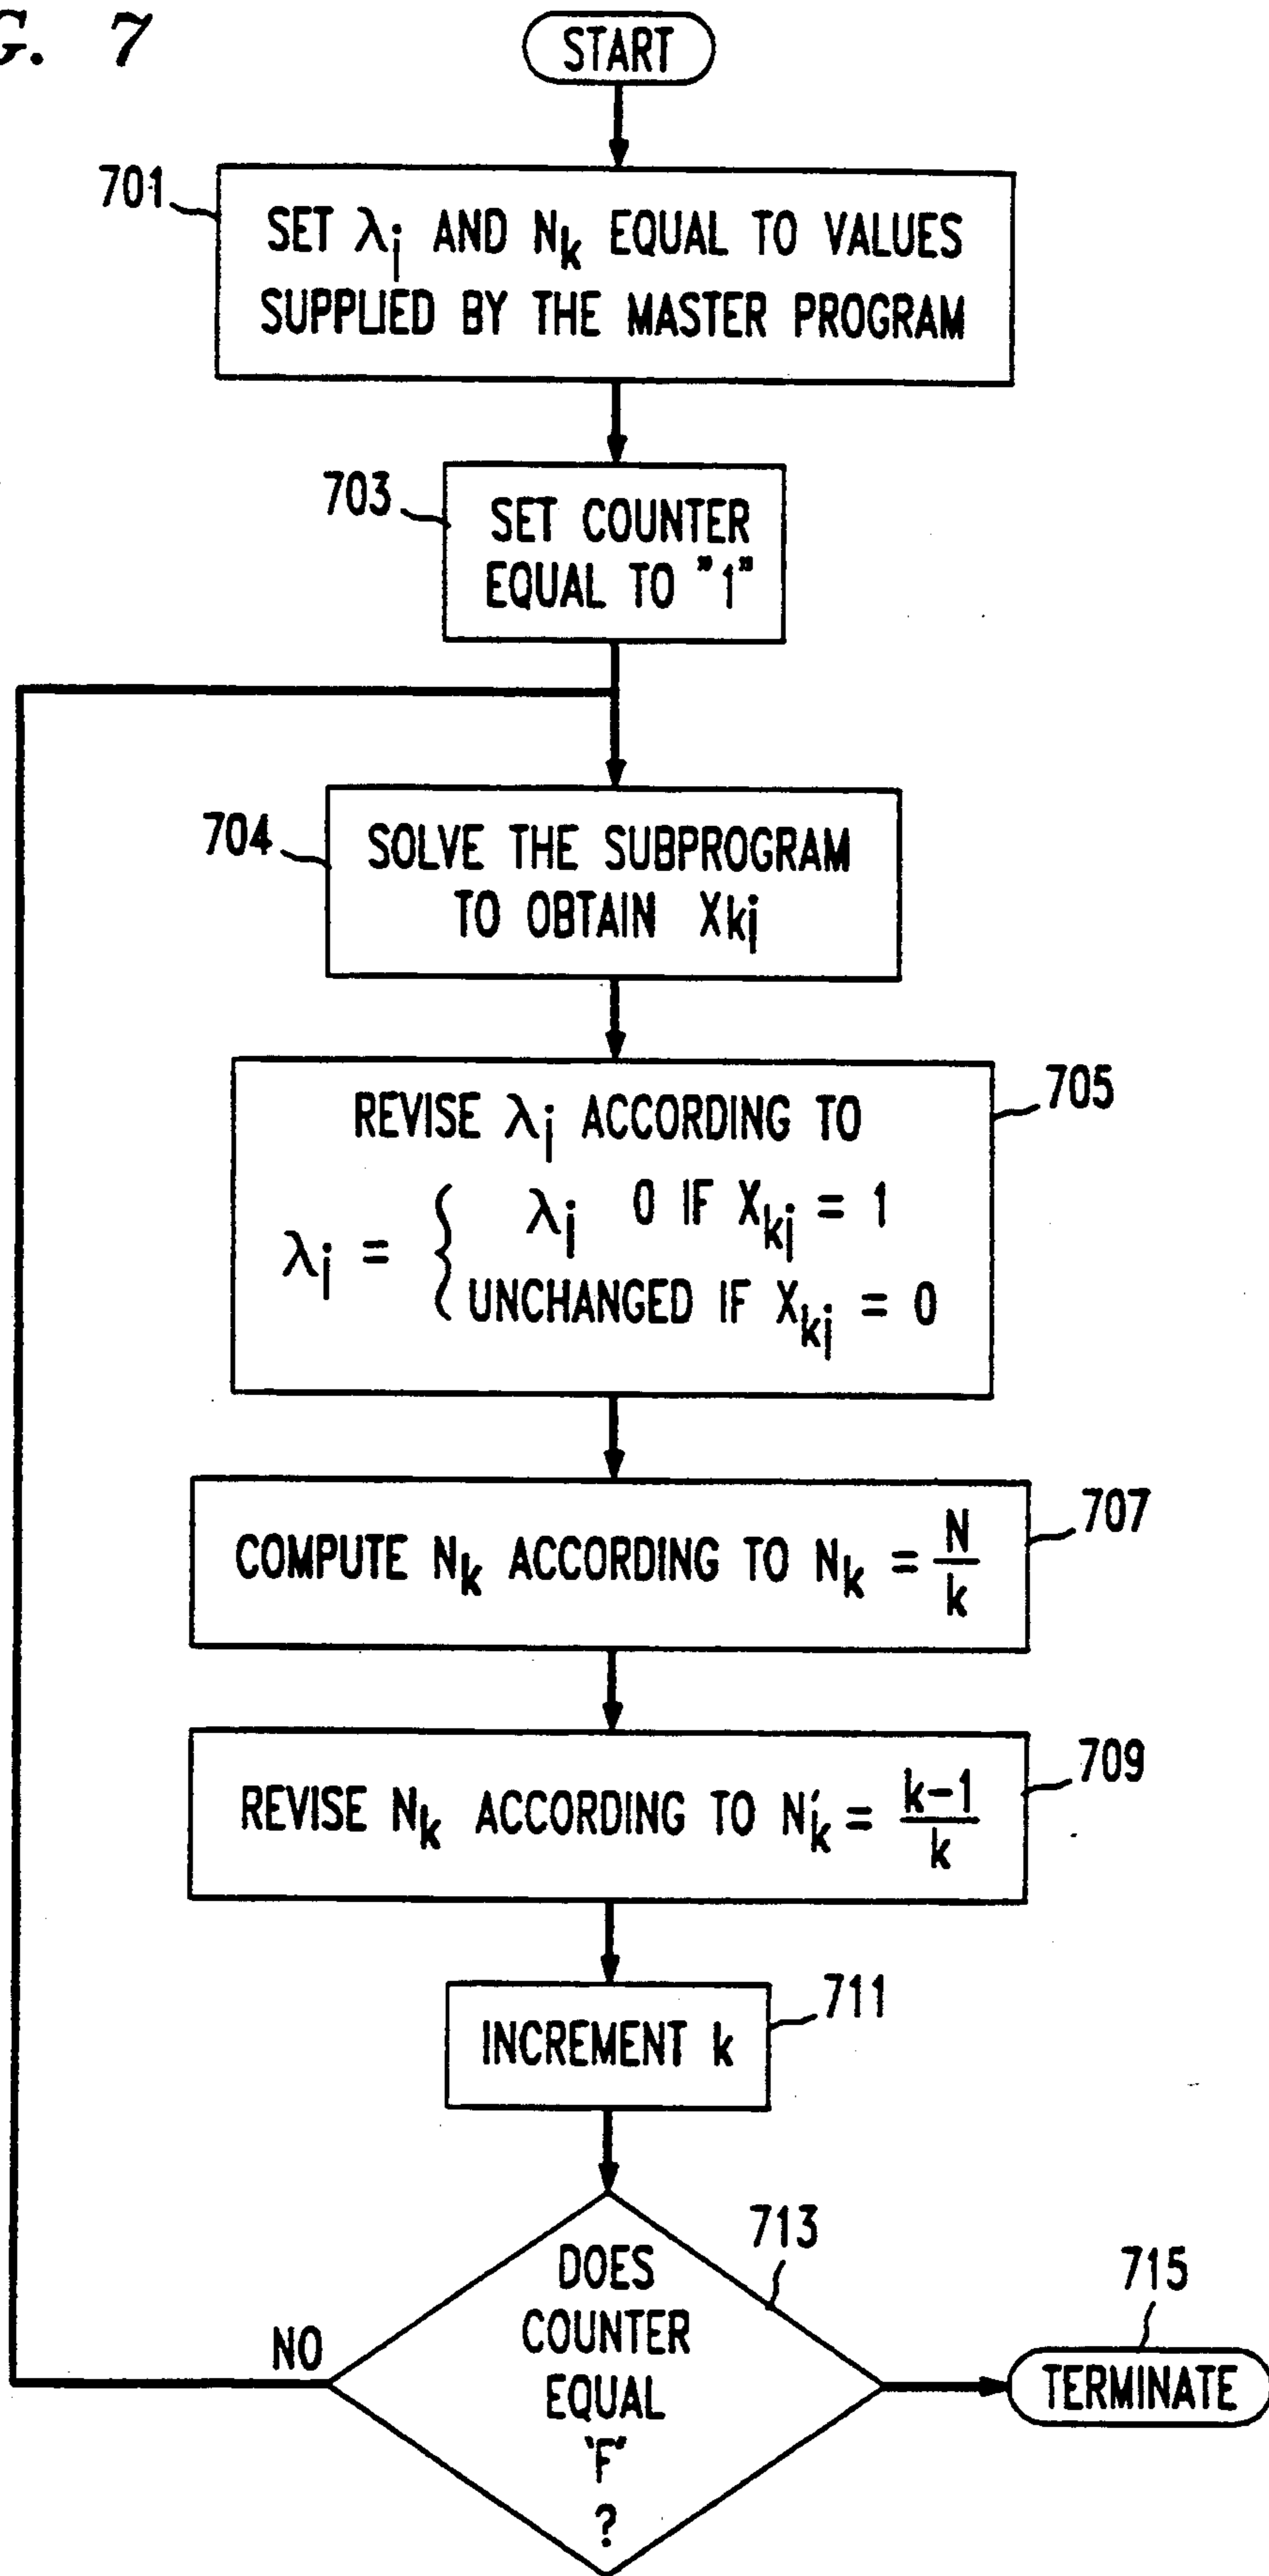 G. 7
START
701
SET λj AND Nk EQUAL TO VALUES
SUPPLIED BY THE MASTER PROGRAM
703
SET COUNTER
EQUAL TO "1"
704
SOLVE THE SUBPROGRAM
TO OBTAIN Xkj
705
REVISE λj ACCORDING TO
λj = { λj 0 IF Xkj = 1
UNCHANGED IF Xkj = 0
707
COMPUTE Nk ACCORDING TO Nk = N/k
709
REVISE Nk ACCORDING TO N'k = k-1/k
711
INCREMENT k
713
DOES
COUNTER
EQUAL
'F'
?
NO
715
TERMINATE